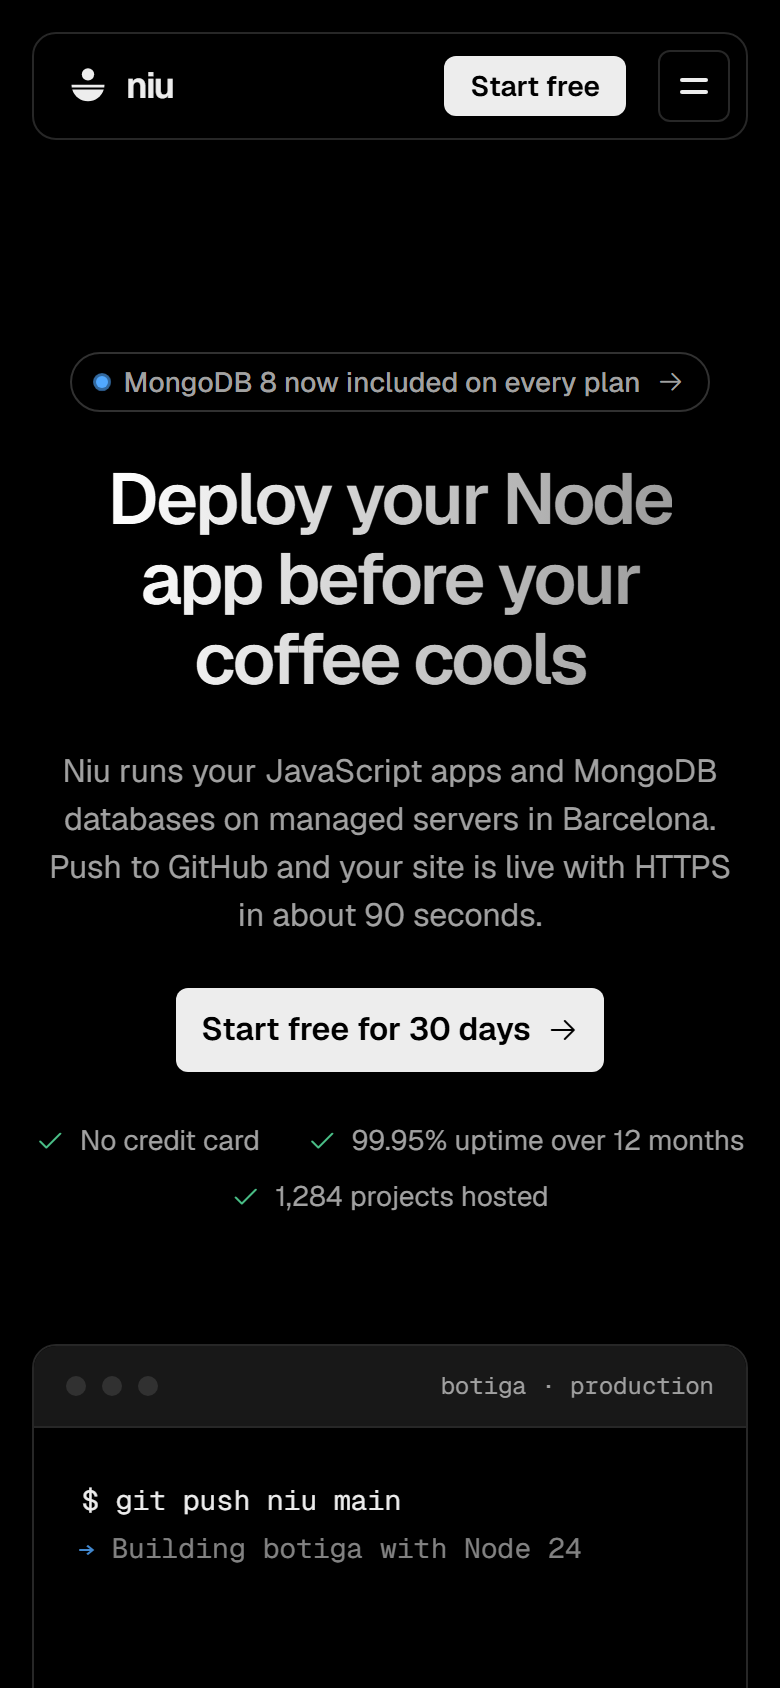 niu
Start free
MongoDB 8 now included on every plan →
Deploy your Node
app before your
coffee cools
Niu runs your JavaScript apps and MongoDB
databases on managed servers in Barcelona.
Push to GitHub and your site is live with HTTPS
in about 90 seconds.
Start free for 30 days →
✓ No credit card ✓ 99.95% uptime over 12 months
✓ 1,284 projects hosted
botiga · production
$ git push niu main
→ Building botiga with Node 24